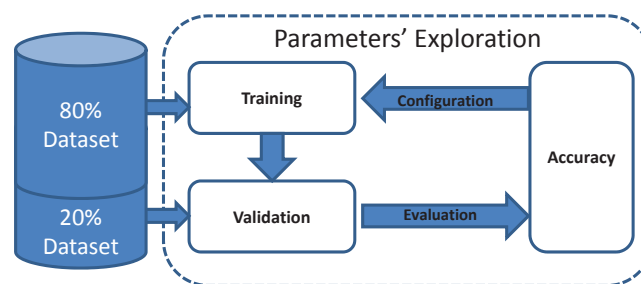 Parameters’ Exploration
80%
Dataset
Training
Configuration
Accuracy
20%
Dataset
Validation
Evaluation